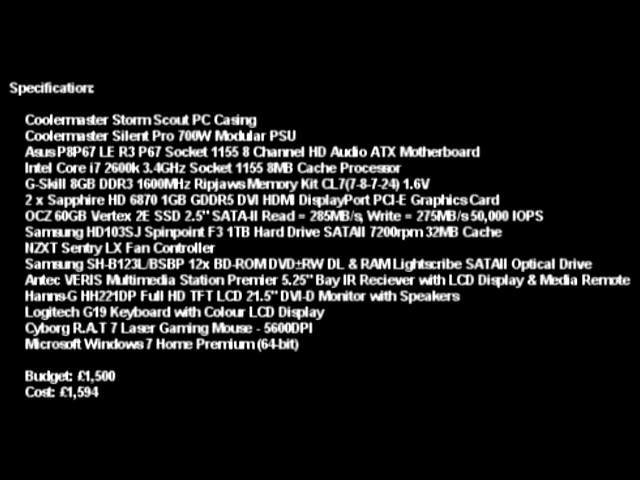 Specification:
Coolermaster Storm Scout PC Casing
Coolermaster Silent Pro 700W Modular PSU
Asus P8P67 LE R3 P67 Socket 1155 8 Channel HD Audio ATX Motherboard
Intel Core i7 2600k 3.4GHz Socket 1155 8MB Cache Processor
G-Skill 8GB DDR3 1600MHz Ripjaws Memory Kit CL7(7-8-7-24) 1.6V
2 x Sapphire HD 6870 1GB GDDR5 DVI HDMI DisplayPort PCI-E Graphics Card
OCZ 60GB Vertex 2E SSD 2.5" SATA-II Read = 285MB/s, Write = 275MB/s 50,000 IOPS
Samsung HD103SJ Spinpoint F3 1TB Hard Drive SATAII 7200rpm 32MB Cache
NZXT Sentry LX Fan Controller
Samsung SH-B123L/BSBP 12x BD-ROM DVD±RW DL & RAM Lightscribe SATAII Optical Drive
Antec VERIS Multimedia Station Premier 5.25" Bay IR Reciever with LCD Display & Media Remote
Hanns-G HH221DP Full HD TFT LCD 21.5" DVI-D Monitor with Speakers
Logitech G19 Keyboard with Colour LCD Display
Cyborg R.A.T 7 Laser Gaming Mouse - 5600DPI
Microsoft Windows 7 Home Premium (64-bit)
Budget: £1,500
Cost: £1,594